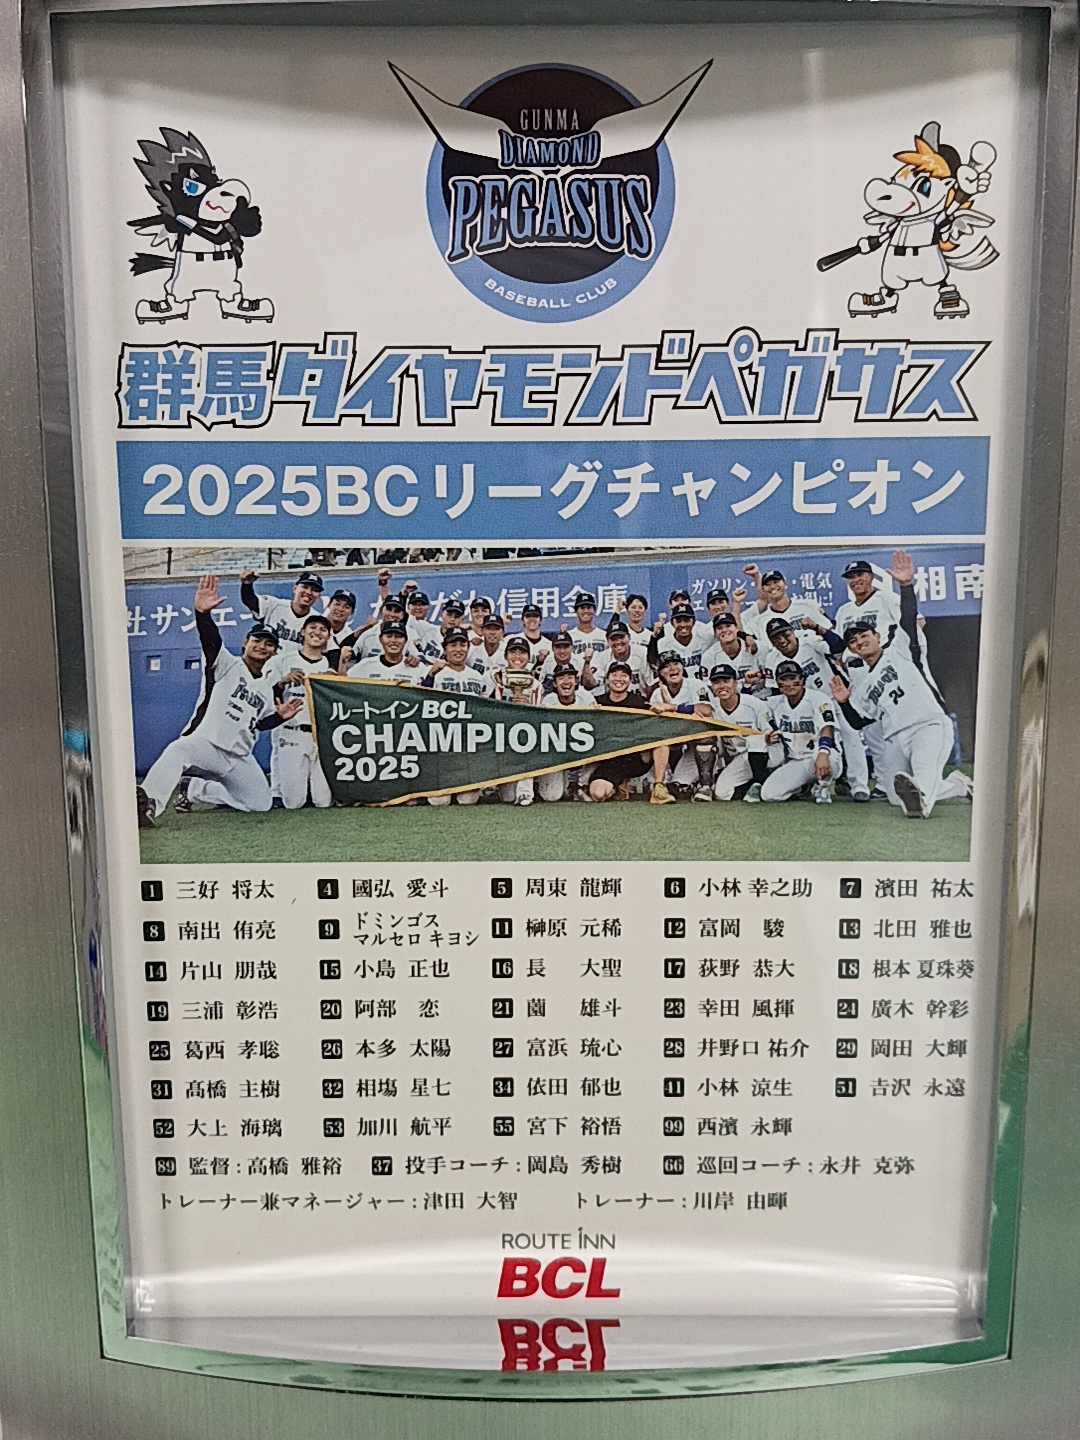 GUNMA
DIAMOND
PEGASUS
BASEBALL CLUB
群馬ダイヤモンドペガサス
2025BCリーグチャンピオン
信用金庫
ガソリン・ ・電気
相南
ルートインBCL
CHAMPIONS
2025
1 三好 将太 4 國弘 愛斗 5 周東 龍輝 6 小林 幸之助 7 濱田 祐太
8 南出 侑亮 9 ドミンゴス マルセロ キヨシ 11 榊原 元稀 12 富岡 駿 13 北田 雅也
14 片山 朋哉 15 小島 正也 16 長 大聖 17 荻野 恭大 18 根本 夏珠葵
19 三浦 彰浩 20 阿部 恋 21 薗 雄斗 23 幸田 風揮 24 廣木 幹彩
25 葛西 孝聡 26 本多 太陽 27 富浜 琉心 28 井野口 祐介 29 岡田 大輝
31 髙橋 主樹 32 相場 星七 34 依田 郁也 41 小林 涼生 51 吉沢 永遠
52 大上 海璃 53 加川 航平 55 宮下 裕悟 99 西濱 永輝
89 監督:高橋 雅裕 37 投手コーチ:岡島 秀樹 66 巡回コーチ:永井 克弥
トレーナー兼マネージャー:津田 大智 トレーナー:川岸 由暉
ROUTE INN
BCL